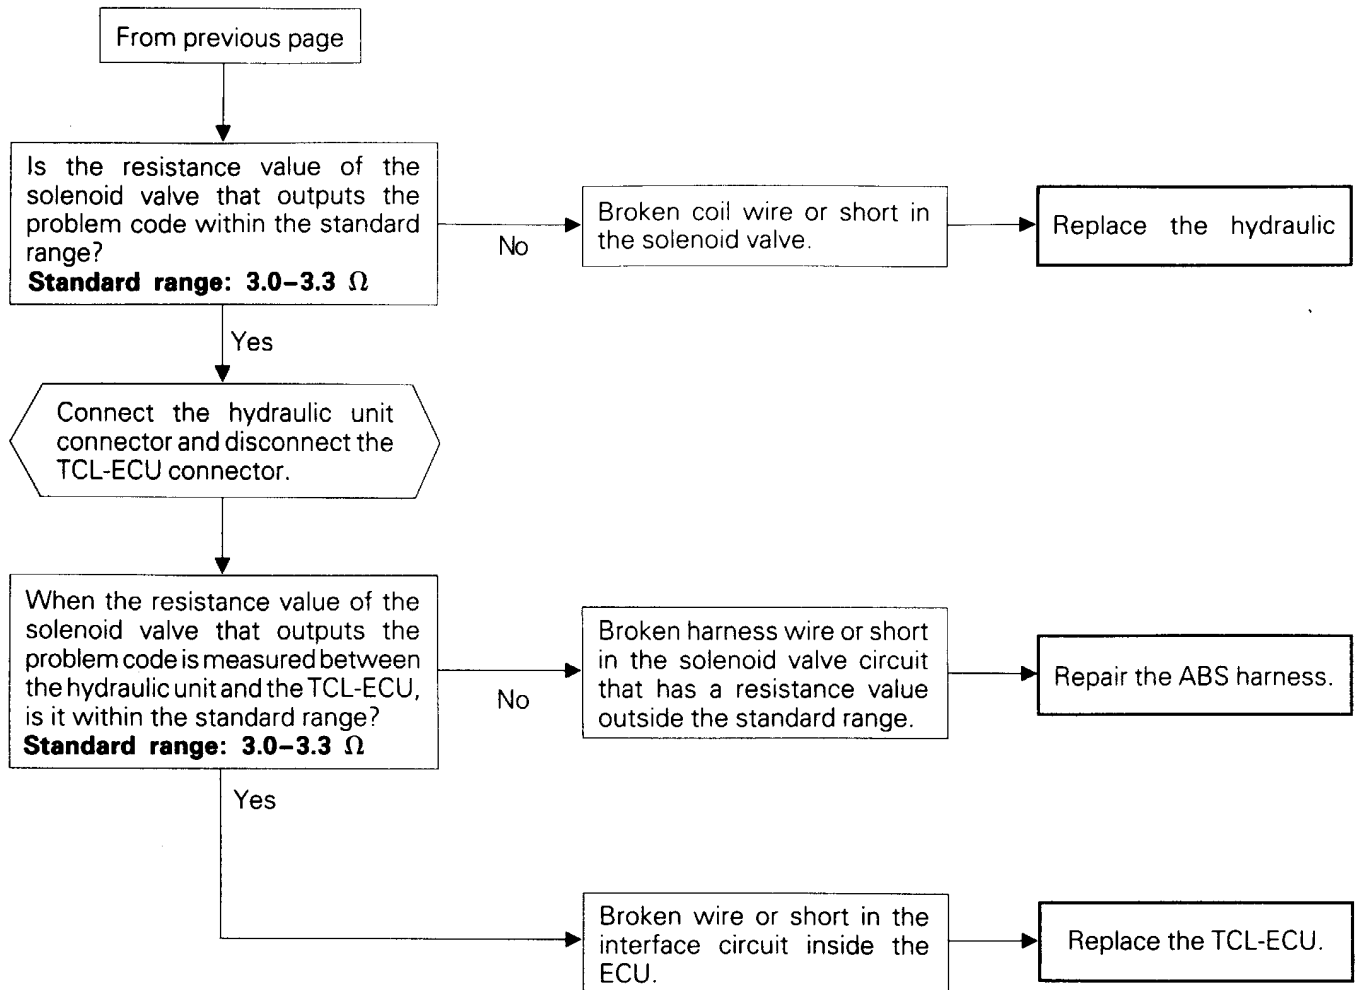 From previous page
Is the resistance value of the
solenoid valve that outputs the
problem code within the standard
range?
Standard range: 3.0–3.3 Ω
No
Broken coil wire or short in
the solenoid valve.
Replace the hydraulic
Yes
Connect the hydraulic unit
connector and disconnect the
TCL-ECU connector.
When the resistance value of the
solenoid valve that outputs the
problem code is measured between
the hydraulic unit and the TCL-ECU,
is it within the standard range?
Standard range: 3.0–3.3 Ω
No
Broken harness wire or short
in the solenoid valve circuit
that has a resistance value
outside the standard range.
Repair the ABS harness.
Yes
Broken wire or short in the
interface circuit inside the
ECU.
Replace the TCL-ECU.